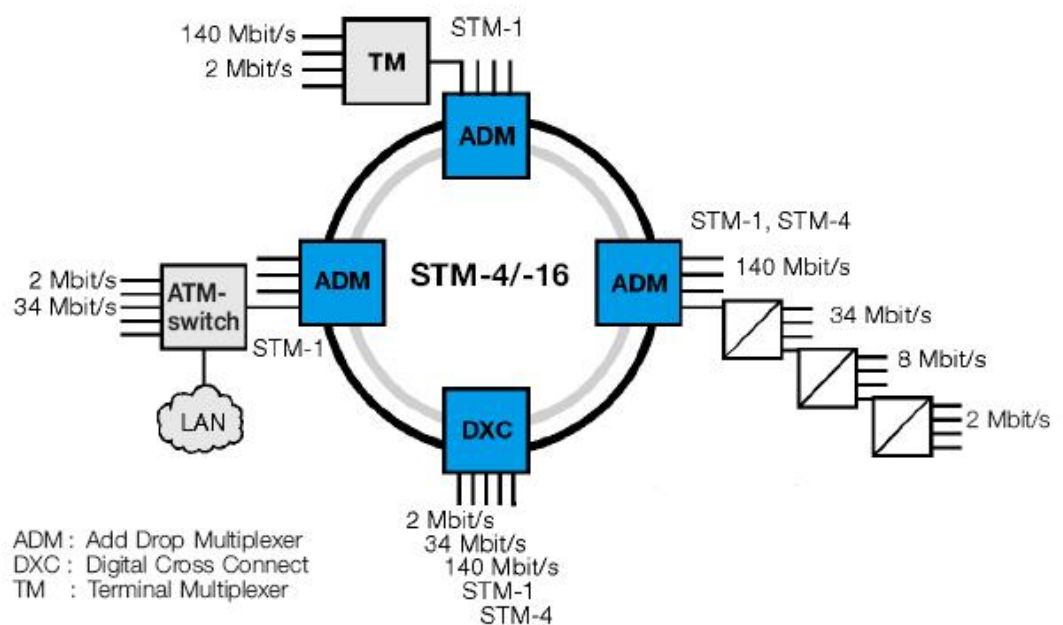 STM-1
140 Mbit/s
TM
2 Mbit/s
ADM
STM-1, STM-4
2 Mbit/s
34 Mbit/s
ATM-
switch
ADM
STM-4/-16
ADM
140 Mbit/s
STM-1
34 Mbit/s
8 Mbit/s
2 Mbit/s
LAN
DXC
2 Mbit/s
34 Mbit/s
140 Mbit/s
STM-1
STM-4
ADM : Add Drop Multiplexer
DXC : Digital Cross Connect
TM : Terminal Multiplexer